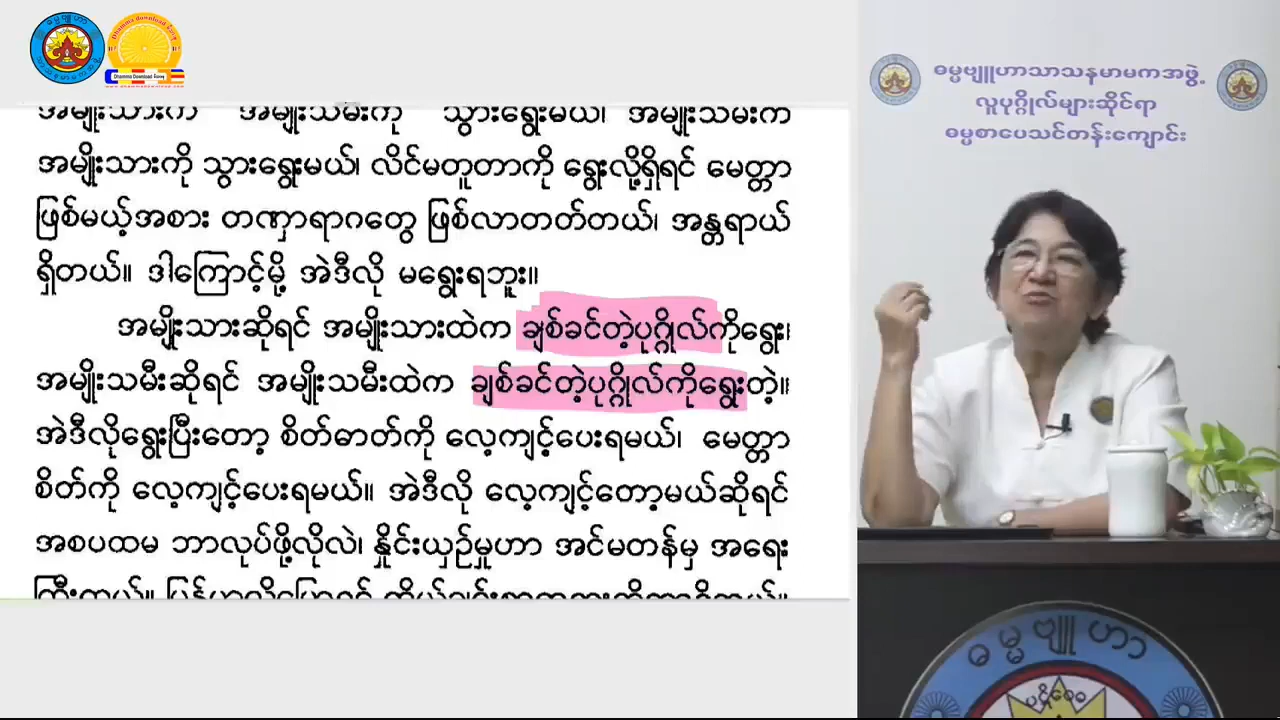 ဓမ္မဗျူဟာ
Dhamma Download Group
အမျိုးသားက အမျိုးသမီးကို သွားရွေးမယ်၊ အမျိုးသမီးက
အမျိုးသားကို သွားရွေးမယ်၊ လိင်မတူတာကို ရွေးလို့ရှိရင် မေတ္တာ
ဖြစ်မယ့်အစား တဏှာရာဂတွေ ဖြစ်လာတတ်တယ်၊ အန္တရာယ်
ရှိတယ်။ ဒါကြောင့်မို့ အဲဒီလို မရွေးရဘူး။
အမျိုးသားဆိုရင် အမျိုးသားထဲက ချစ်ခင်တဲ့ပုဂ္ဂိုလ်ကိုရွေး၊
အမျိုးသမီးဆိုရင် အမျိုးသမီးထဲက ချစ်ခင်တဲ့ပုဂ္ဂိုလ်ကိုရွေးတဲ့။
အဲဒီလိုရွေးပြီးတော့ စိတ်ဓာတ်ကို လေ့ကျင့်ပေးရမယ်၊ မေတ္တာ
စိတ်ကို လေ့ကျင့်ပေးရမယ်။ အဲဒီလို လေ့ကျင့်တော့မယ်ဆိုရင်
အစပထမ ဘာလုပ်ဖို့လိုလဲ၊ နှိုင်းယှဉ်မှုဟာ အင်မတန်မှ အရေး
ဓမ္မဗျူဟာသာသနမာမကအဖွဲ့
လူပုဂ္ဂိုလ်များဆိုင်ရာ
ဓမ္မစာပေသင်တန်းကျောင်း
ဓမ္မဗျူဟာ
ပဋိဝေဓ